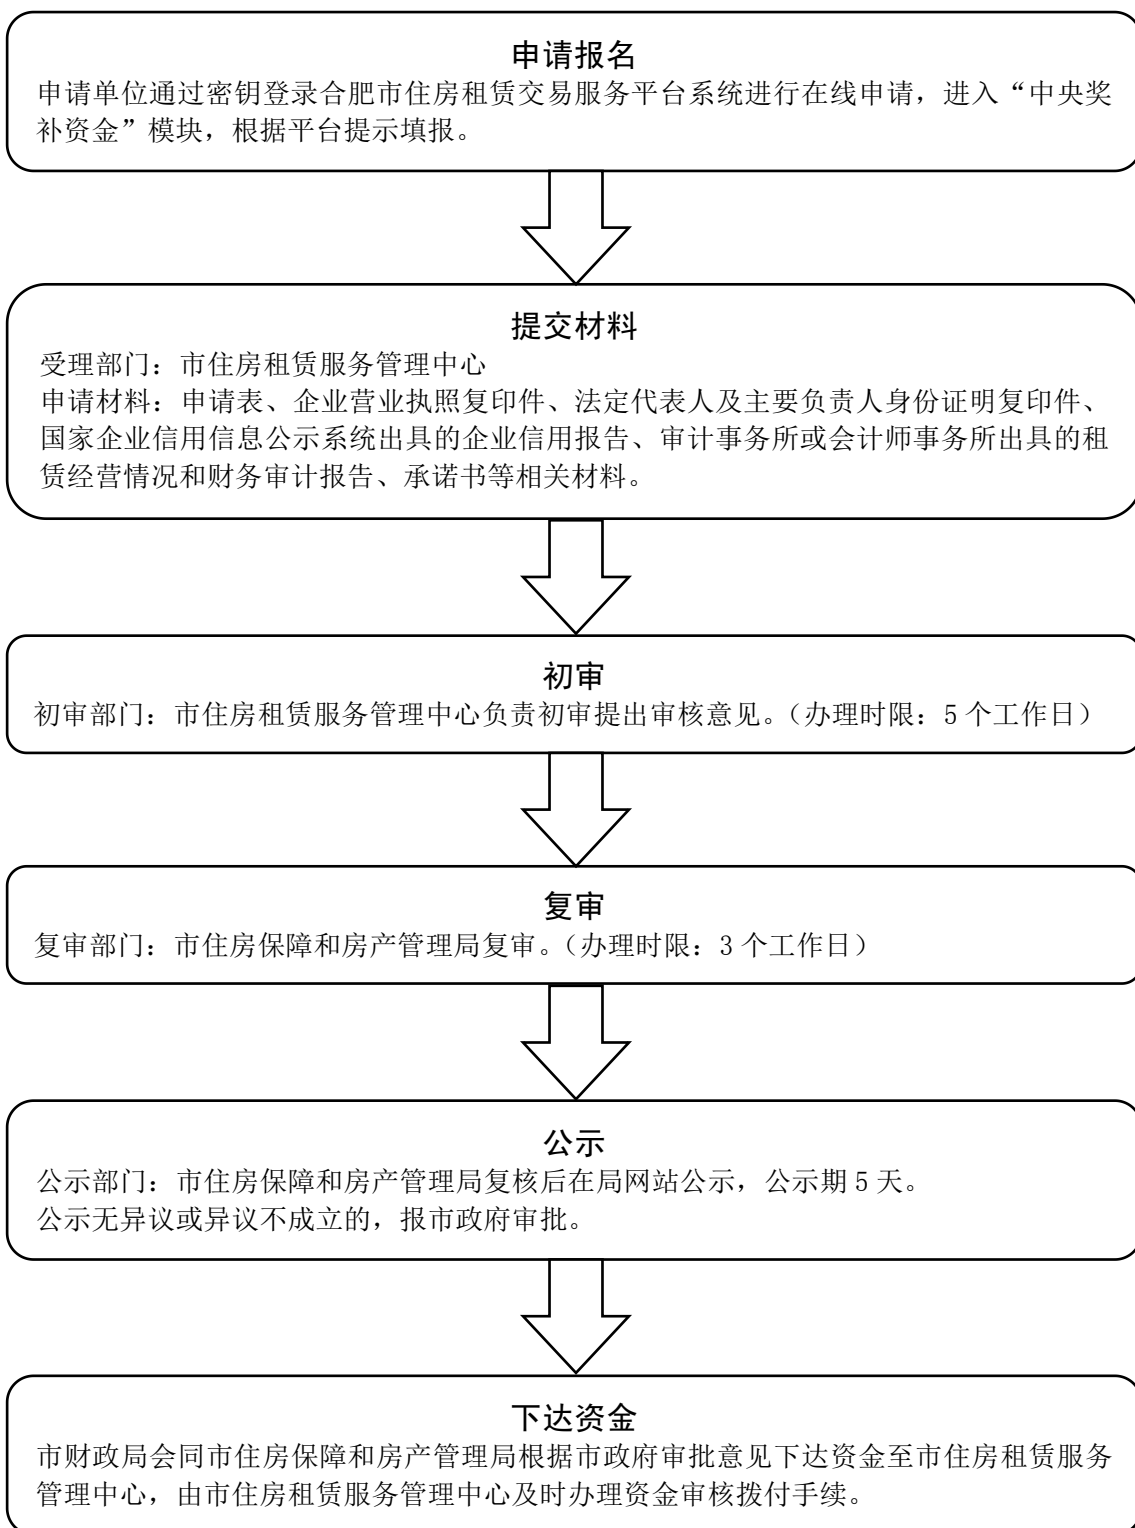 申请报名
申请单位通过密钥登录合肥市住房租赁交易服务平台系统进行在线申请，进入“中央奖
补资金”模块，根据平台提示填报。
提交材料
受理部门：市住房租赁服务管理中心
申请材料：申请表、企业营业执照复印件、法定代表人及主要负责人身份证明复印件、
国家企业信用信息公示系统出具的企业信用报告、审计事务所或会计师事务所出具的租
赁经营情况和财务审计报告、承诺书等相关材料。
初审
初审部门：市住房租赁服务管理中心负责初审提出审核意见。（办理时限：5 个工作日）
复审
复审部门：市住房保障和房产管理局复审。（办理时限：3 个工作日）
公示
公示部门：市住房保障和房产管理局复核后在局网站公示，公示期 5 天。
公示无异议或异议不成立的，报市政府审批。
下达资金
市财政局会同市住房保障和房产管理局根据市政府审批意见下达资金至市住房租赁服务
管理中心，由市住房租赁服务管理中心及时办理资金审核拨付手续。